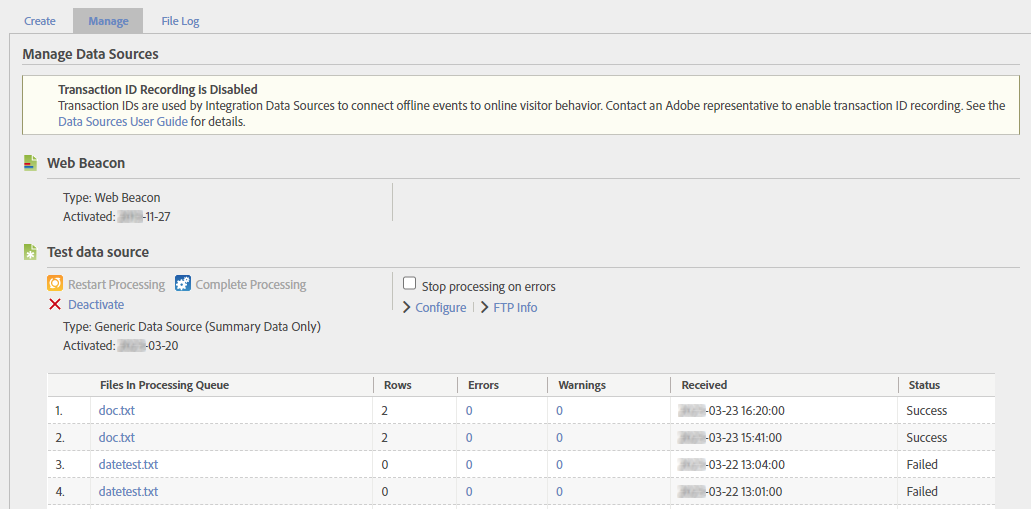 Create Manage File Log
Manage Data Sources
Transaction ID Recording is Disabled
Transaction IDs are used by Integration Data Sources to connect offline events to online visitor behavior. Contact an Adobe representative to enable transaction ID recording. See the
Data Sources User Guide for details.
Web Beacon
Type: Web Beacon
Activated: -11-27
Test data source
Restart Processing Complete Processing
Deactivate
Stop processing on errors
Configure FTP Info
Type: Generic Data Source (Summary Data Only)
Activated: -03-20
Files In Processing Queue Rows Errors Warnings Received Status
1. doc.txt 2 0 0 -03-23 16:20:00 Success
2. doc.txt 2 0 0 -03-23 15:41:00 Success
3. datetest.txt 0 0 0 -03-22 13:04:00 Failed
4. datetest.txt 0 0 0 -03-22 13:01:00 Failed